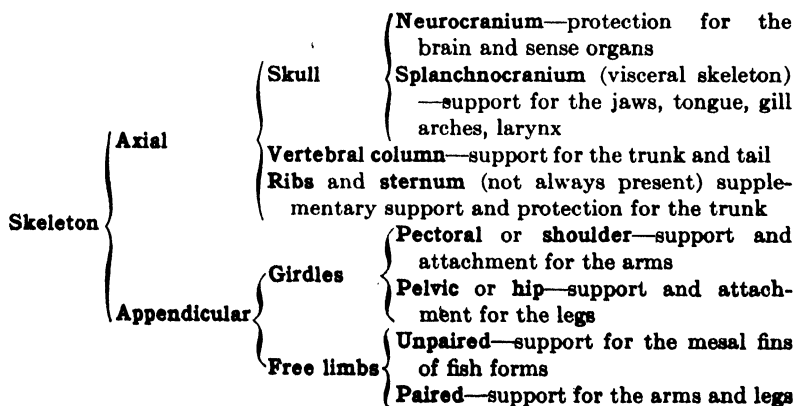 Neurocranium—protection for the
brain and sense organs
Skull
Splanchnocranium (visceral skeleton)
—support for the jaws, tongue, gill
arches, larynx
Axial
Vertebral column—support for the trunk and tail
Ribs and sternum (not always present) supple-
mentary support and protection for the trunk
Skeleton
Pectoral or shoulder—support and
attachment for the arms
Girdles
Pelvic or hip—support and attach-
ment for the legs
Appendicular
Unpaired—support for the mesal fins
of fish forms
Free limbs
Paired—support for the arms and legs